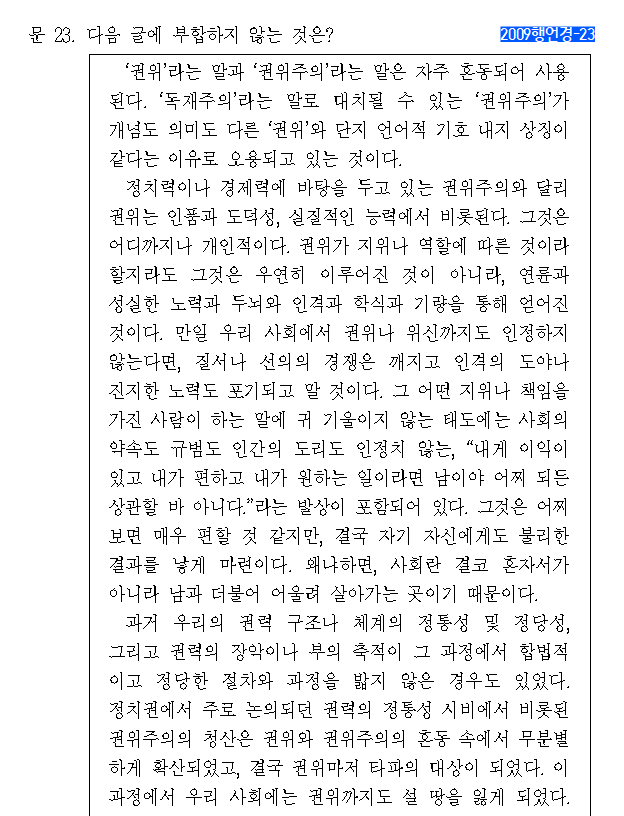 문 23. 다음 글에 부합하지 않는 것은?
2009행언경-23
‘권위’라는 말과 ‘권위주의’라는 말은 자주 혼동되어 사용
된다. ‘독재주의’라는 말로 대치될 수 있는 ‘권위주의’가
개념도 의미도 다른 ‘권위’와 단지 언어적 기호 내지 상징이
같다는 이유로 오용되고 있는 것이다.
정치력이나 경제력에 바탕을 두고 있는 권위주의와 달리
권위는 인품과 도덕성, 실질적인 능력에서 비롯된다. 그것은
어디까지나 개인적이다. 권위가 지위나 역할에 따른 것이라
할지라도 그것은 우연히 이루어진 것이 아니라, 연륜과
성실한 노력과 두뇌와 인격과 학식과 기량을 통해 얻어진
것이다. 만일 우리 사회에서 권위나 위신까지도 인정하지
않는다면, 질서나 선의의 경쟁은 깨지고 인격의 도야나
진지한 노력도 포기되고 말 것이다. 그 어떤 지위나 책임을
가진 사람이 하는 말에 귀 기울이지 않는 태도에는 사회의
약속도 규범도 인간의 도리도 인정치 않는, “내게 이익이
있고 내가 편하고 내가 원하는 일이라면 남이야 어찌 되든
상관할 바 아니다.”라는 발상이 포함되어 있다. 그것은 어찌
보면 매우 편할 것 같지만, 결국 자기 자신에게도 불리한
결과를 낳게 마련이다. 왜냐하면, 사회란 결코 혼자서가
아니라 남과 더불어 어울려 살아가는 곳이기 때문이다.
과거 우리의 권력 구조나 체계의 정통성 및 정당성,
그리고 권력의 장악이나 부의 축적이 그 과정에서 합법적
이고 정당한 절차와 과정을 밟지 않은 경우도 있었다.
정치권에서 주로 논의되던 권력의 정통성 시비에서 비롯된
권위주의의 청산은 권위와 권위주의의 혼동 속에서 무분별
하게 확산되었고, 결국 권위마저 타파의 대상이 되었다. 이
과정에서 우리 사회에는 권위까지도 설 땅을 잃게 되었다.